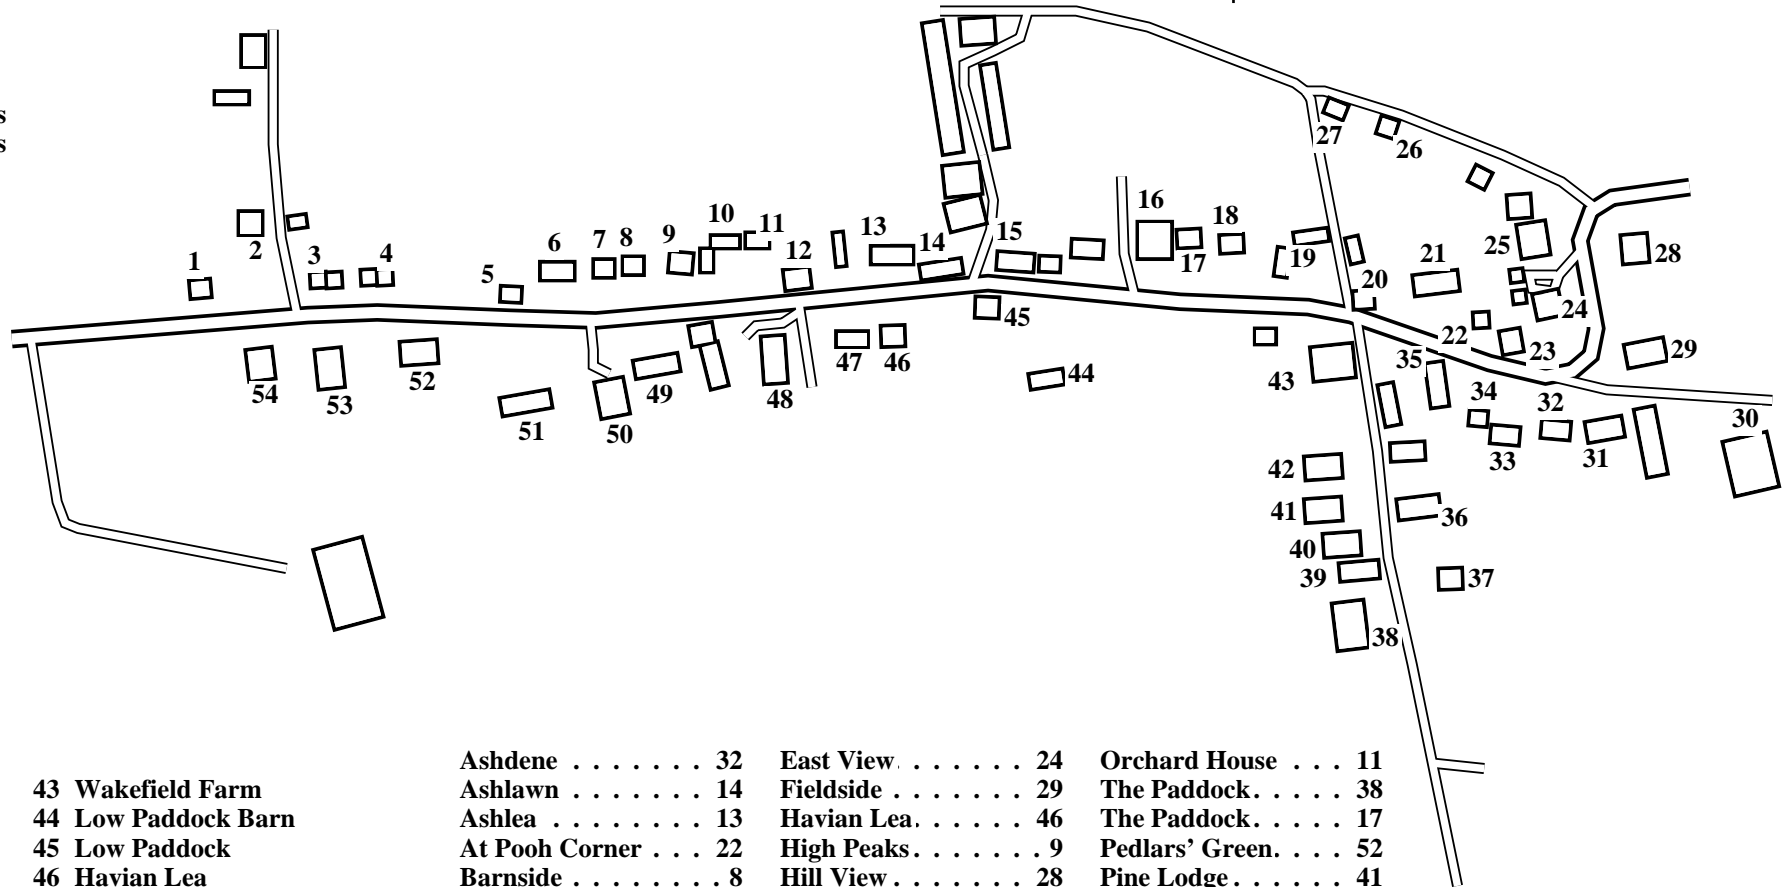 s
s
1
2
3
4
5
6
7
8
9
10
11
12
13
14
15
16
17
18
19
20
21
22
23
24
25
26
27
28
29
30
31
32
33
34
35
36
37
38
39
40
41
42
43
44
45
46
47
48
49
50
51
52
53
54
43 Wakefield Farm
44 Low Paddock Barn
45 Low Paddock
46 Havian Lea
Ashdene . . . . . . . 32
Ashlawn . . . . . . . 14
Ashlea . . . . . . . . 13
At Pooh Corner . . . 22
Barnside . . . . . . . . 8
East View . . . . . . . 24
Fieldside . . . . . . . 29
Havian Lea . . . . . . 46
High Peaks . . . . . . . 9
Hill View . . . . . . . 28
Orchard House . . . 11
The Paddock . . . . . 38
The Paddock . . . . . 17
Pedlars’ Green . . . . 52
Pine Lodge . . . . . . 41